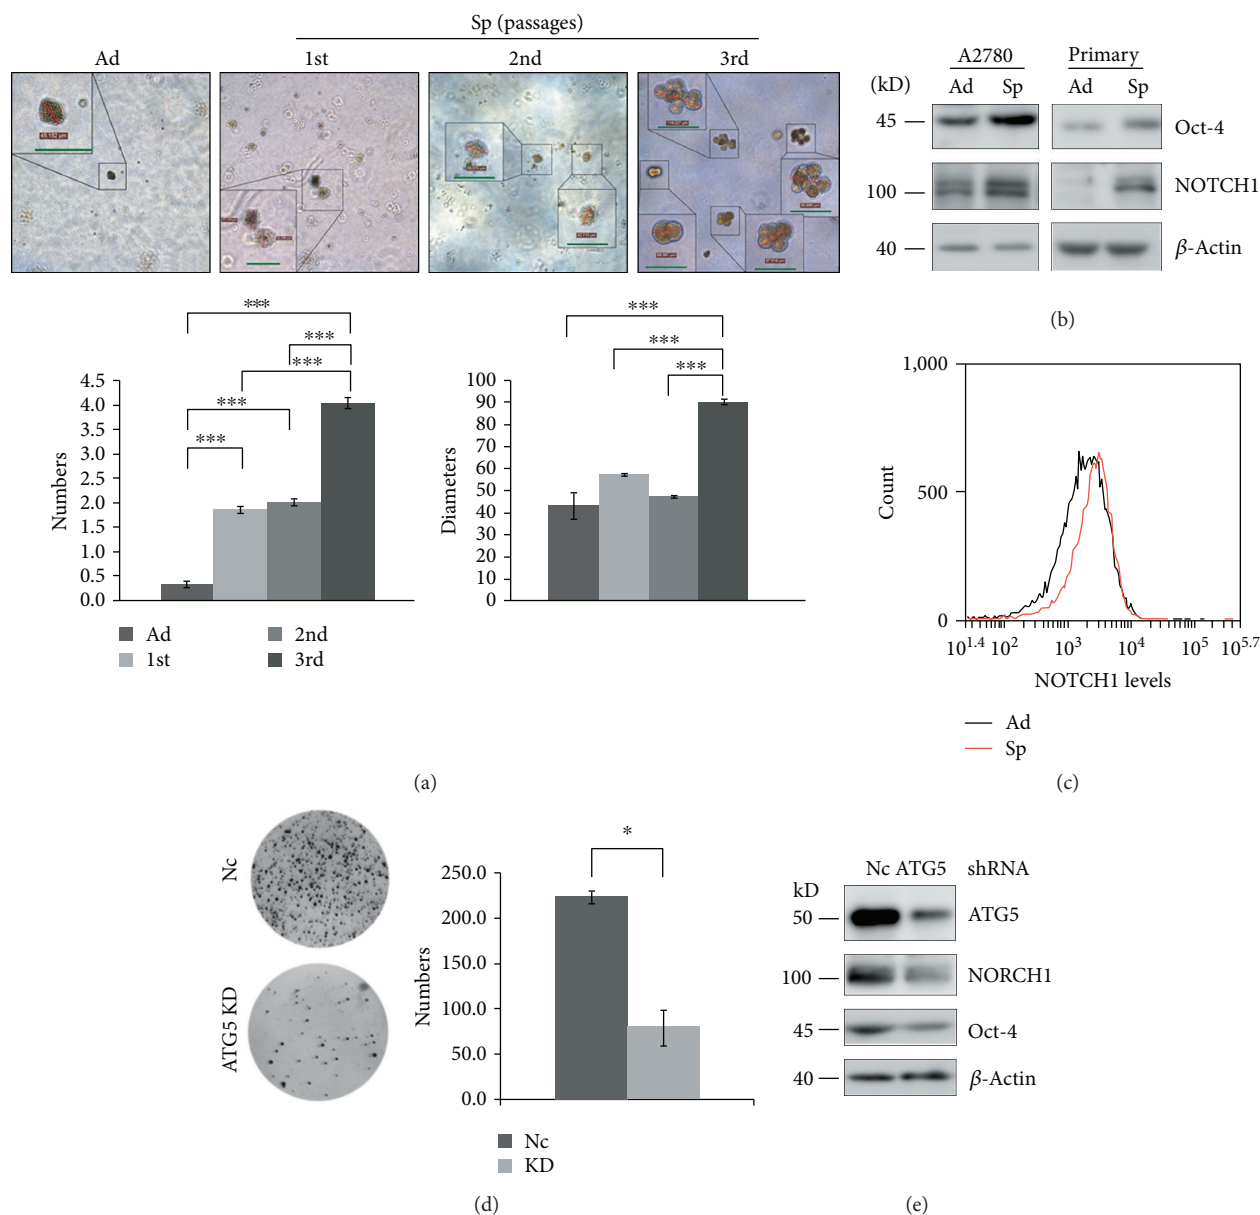 Sp (passages)
Ad
1st
2nd
3rd
***
***
***
***
***
Numbers
4.5
4.0
3.5
3.0
2.5
2.0
1.5
1.0
0.5
0.0
Ad
2nd
1st
3rd
***
***
***
Diameters
100
90
80
70
60
50
40
30
20
10
0
(a)
A2780
Primary
(kD)
Ad
Sp
Ad
Sp
45
Oct-4
100
NOTCH1
40
β-Actin
(b)
1,000
500
0
Count
10^1.4
10^2
10^3
10^4
10^5
10^5.7
NOTCH1 levels
Ad
Sp
(c)
Nc
ATG5 KD
*
Numbers
250.0
200.0
150.0
100.0
50.0
0.0
Nc
KD
(d)
Nc ATG5 shRNA
kD
50
ATG5
100
NORCH1
45
Oct-4
40
β-Actin
(e)